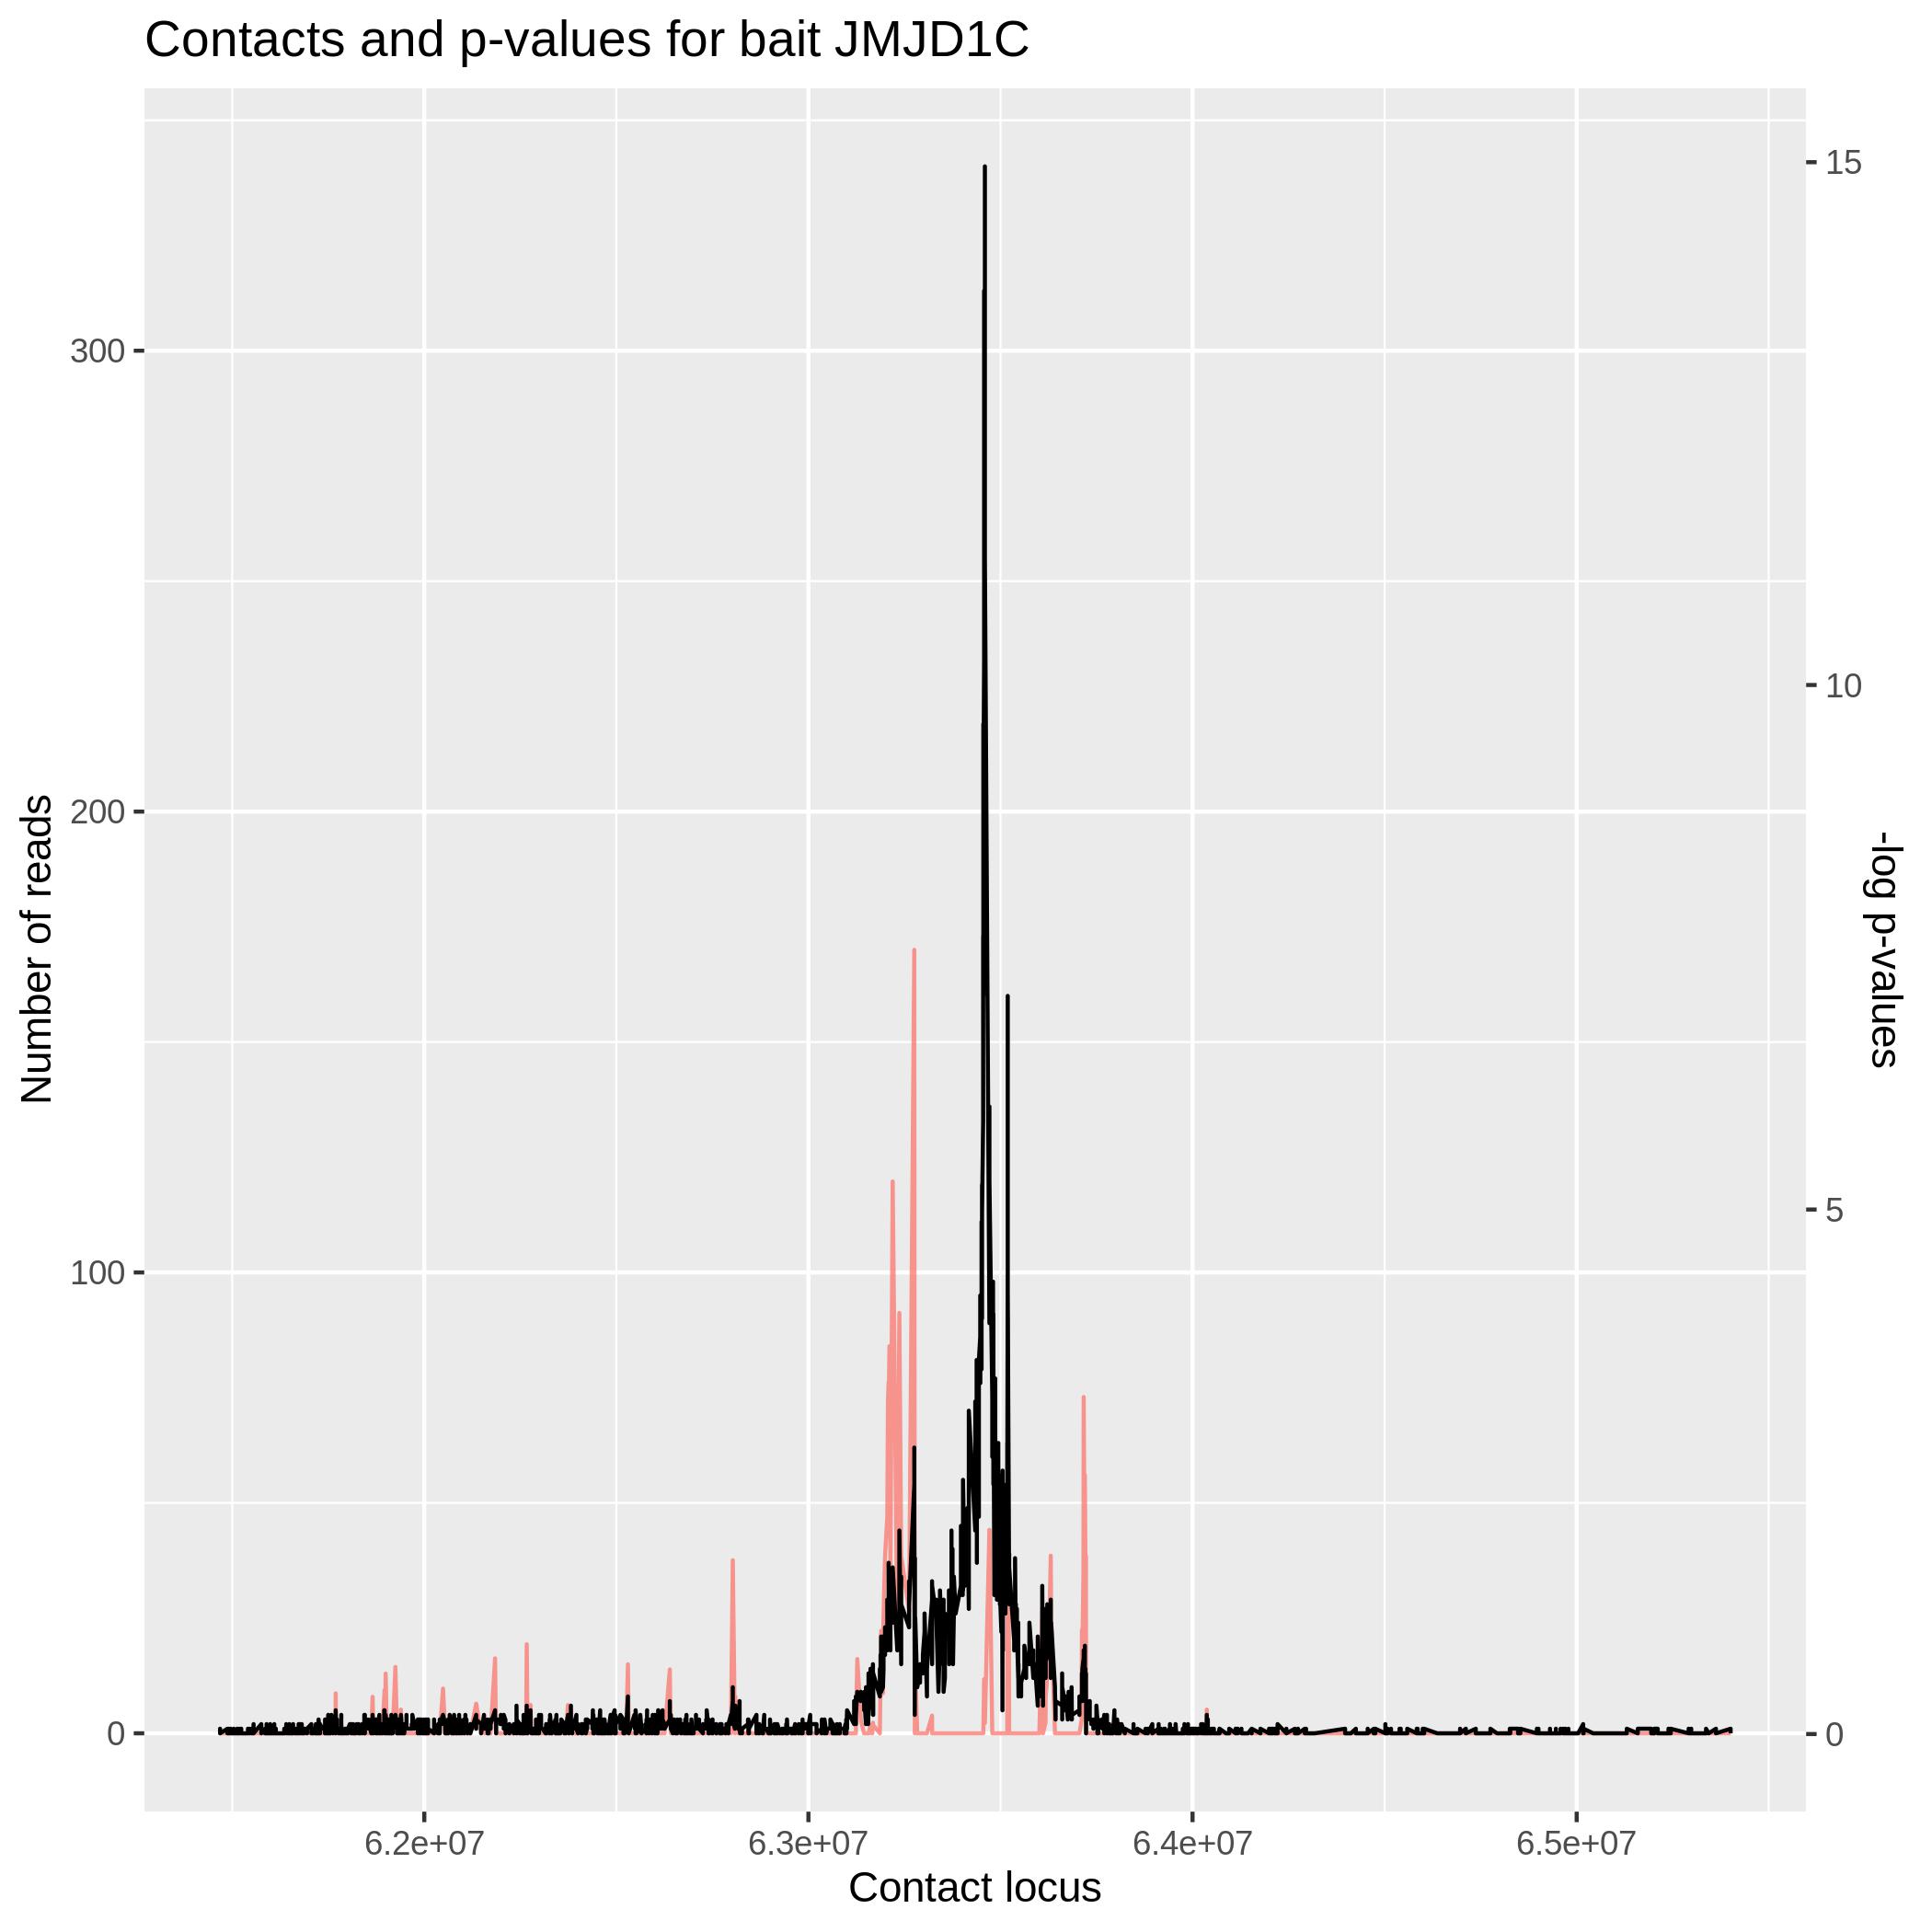 Contacts and p-values for bait JMJD1C
Number of reads
300
200
100
0
15
10
5
0
-log p-values
6.2e+07 6.3e+07 6.4e+07 6.5e+07
Contact locus